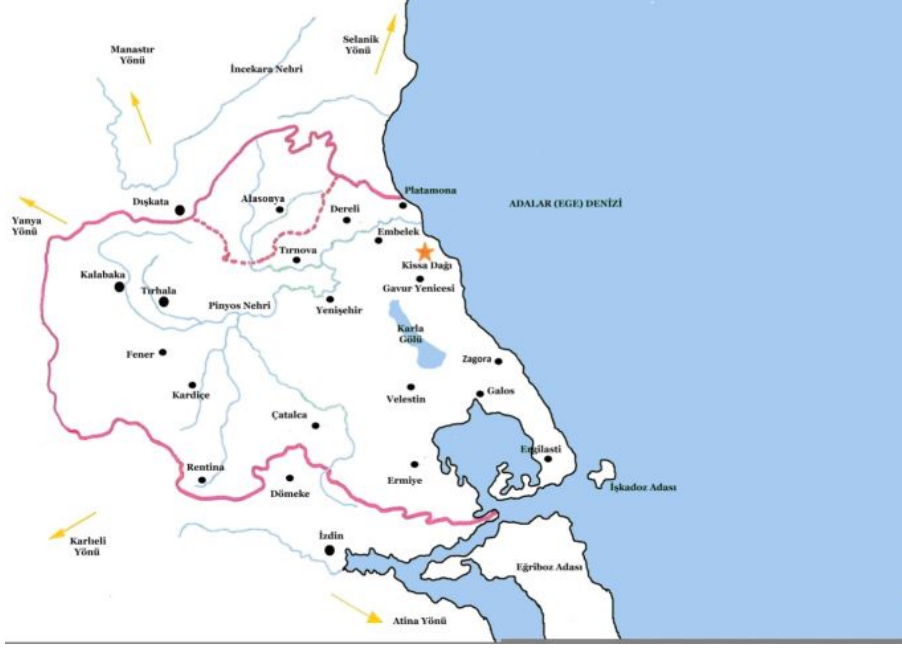 Selanik
Yönü
Manastır
Yönü
İncekara Nehri
Platamona
Dışkata
Alasonya
Dereli
ADALAR (EGE) DENİZİ
Yanya
Yönü
Embelek
Tırnova
Kissa Dağı
Kalabaka
Tırhala
Gavur Yenicesi
Pinyos Nehri
Yenişehir
Karla
Gölü
Fener
Zagora
Kardiçe
Velestin
Galos
Çatalca
Ergilasti
Rentina
Ermiye
İşkadoz Adası
Dömeke
Karlıeli
Yönü
İzdin
Eğriboz Adası
Atina Yönü